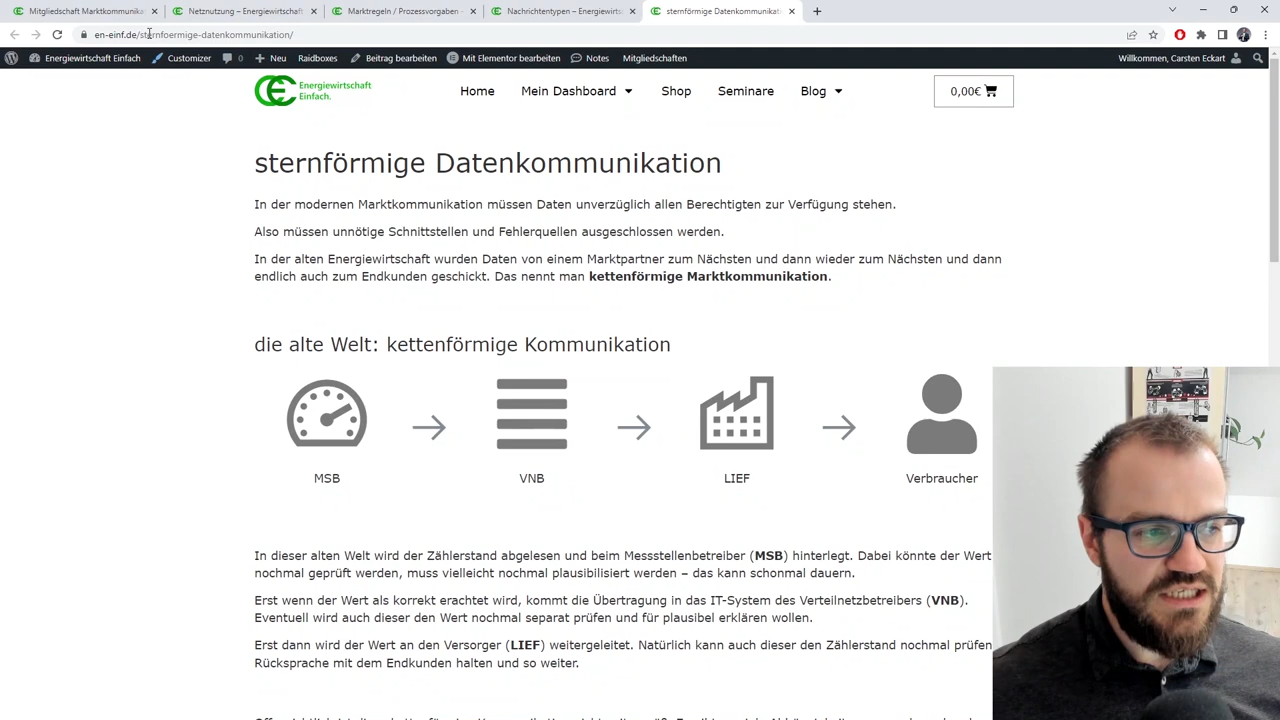 Mitgliedschaft Marktkommunika
Netznutzung – Energiewirtschaft
Marktregeln / Prozessvorgaben -
Nachrichtentypen – Energiewirts
sternförmige Datenkommunikati
en-einf.de/sternfoermige-datenkommunikation/
Energiewirtschaft Einfach
Customizer
0
Neu
Raidboxes
Beitrag bearbeiten
Mit Elementor bearbeiten
Notes
Mitgliedschaften
Willkommen, Carsten Eckart
Energiewirtschaft
Einfach.
Home
Mein Dashboard
Shop
Seminare
Blog
0,00€
sternförmige Datenkommunikation
In der modernen Marktkommunikation müssen Daten unverzüglich allen Berechtigten zur Verfügung stehen.
Also müssen unnötige Schnittstellen und Fehlerquellen ausgeschlossen werden.
In der alten Energiewirtschaft wurden Daten von einem Marktpartner zum Nächsten und dann wieder zum Nächsten und dann
endlich auch zum Endkunden geschickt. Das nennt man kettenförmige Marktkommunikation.
die alte Welt: kettenförmige Kommunikation
MSB
VNB
LIEF
Verbraucher
In dieser alten Welt wird der Zählerstand abgelesen und beim Messstellenbetreiber (MSB) hinterlegt. Dabei könnte der Wert
nochmal geprüft werden, muss vielleicht nochmal plausibilisiert werden – das kann schonmal dauern.
Erst wenn der Wert als korrekt erachtet wird, kommt die Übertragung in das IT-System des Verteilnetzbetreibers (VNB).
Eventuell wird auch dieser den Wert nochmal separat prüfen und für plausibel erklären wollen.
Erst dann wird der Wert an den Versorger (LIEF) weitergeleitet. Natürlich kann auch dieser den Zählerstand nochmal prüfen
Rücksprache mit dem Endkunden halten und so weiter.